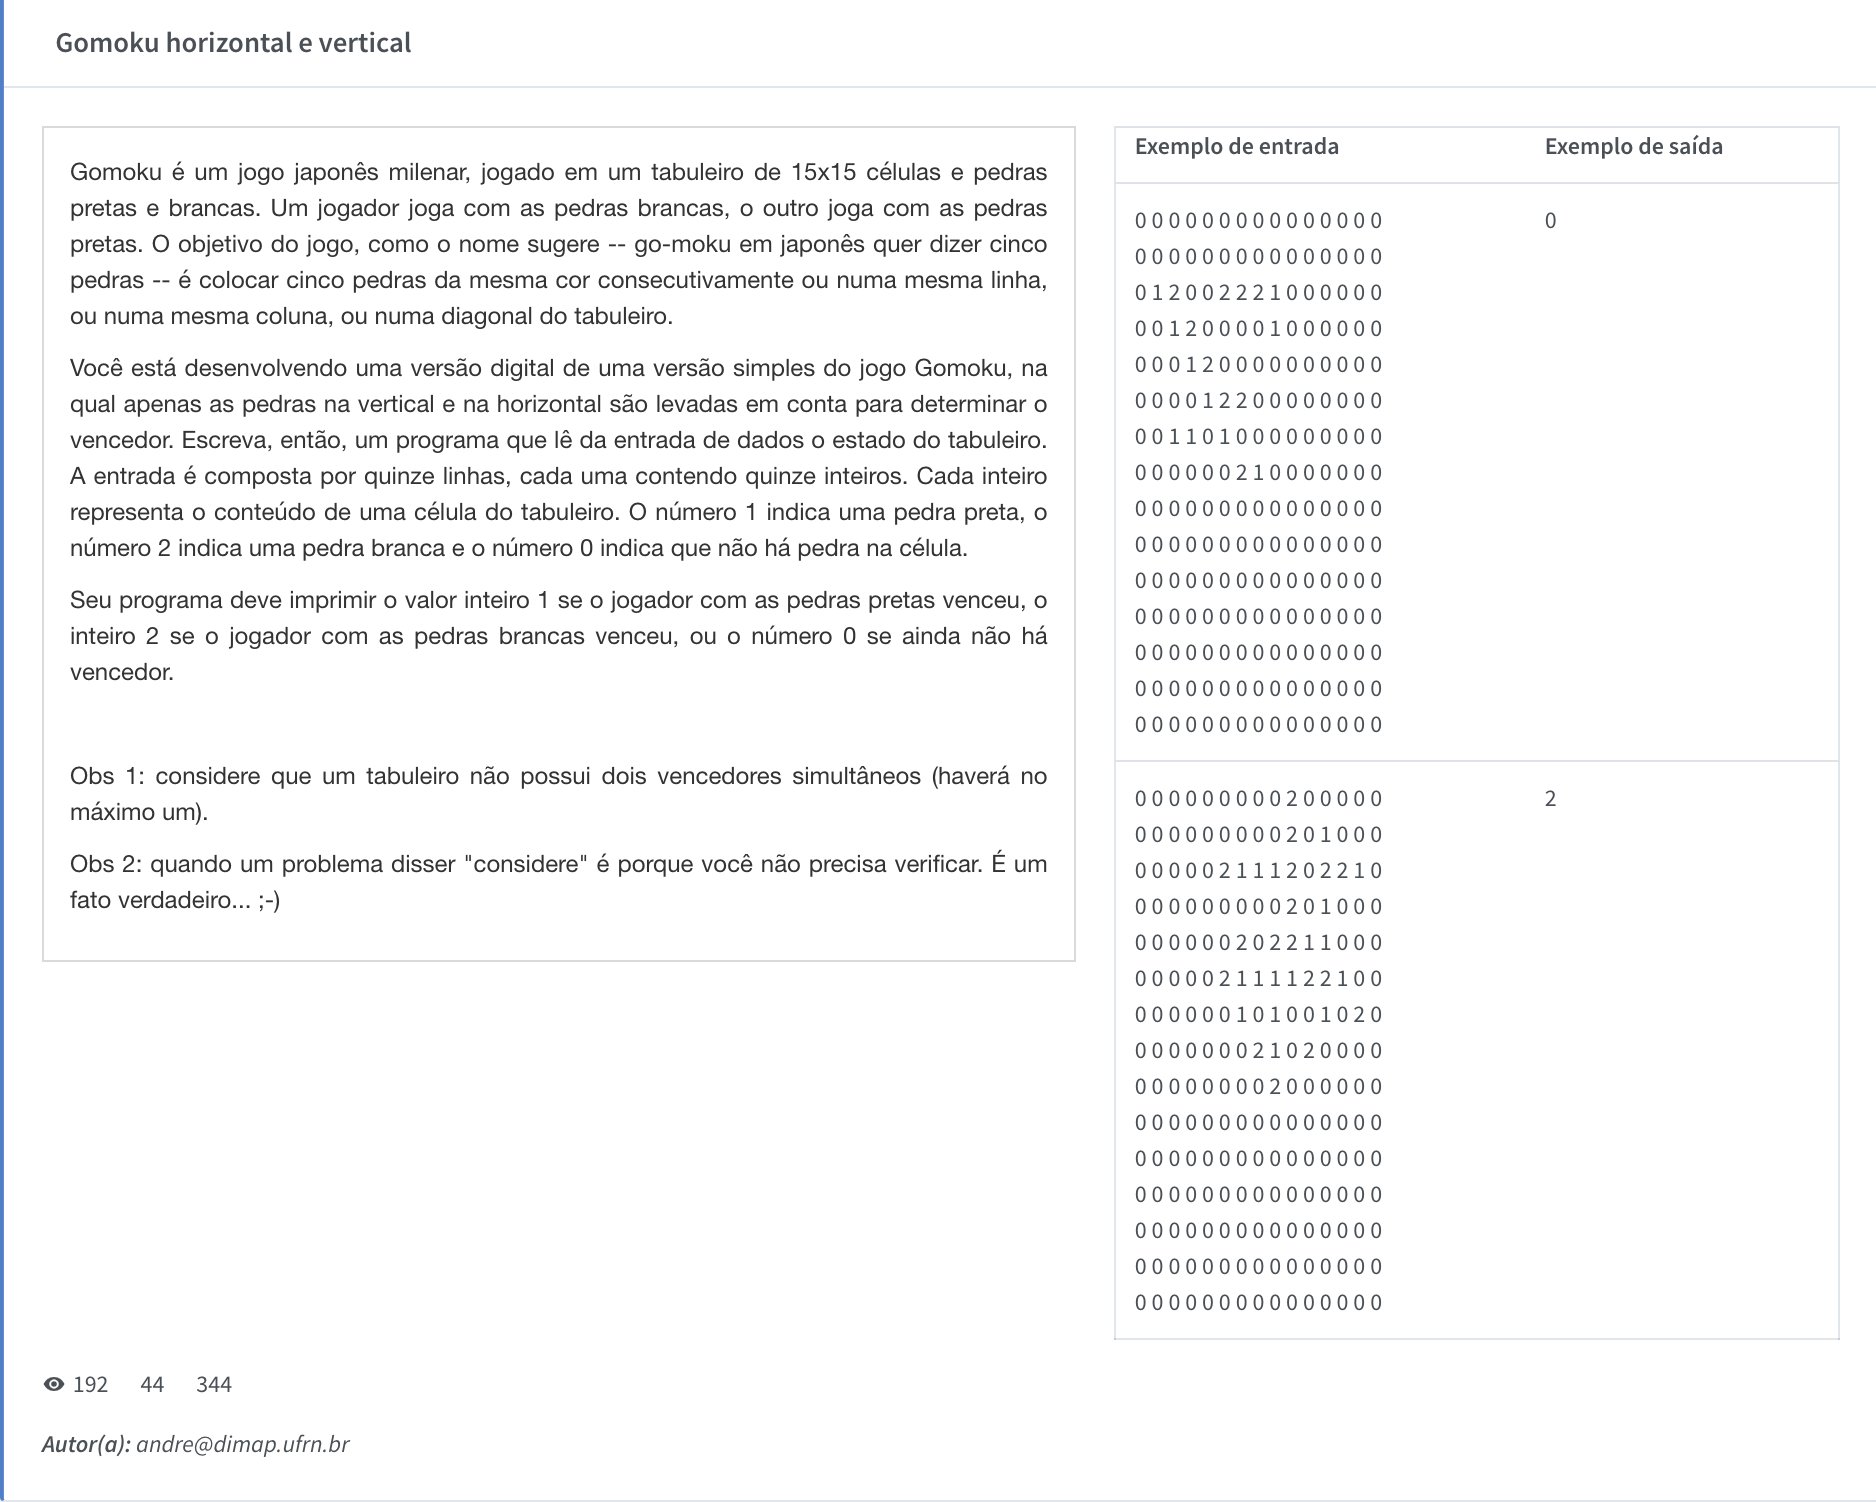 Gomoku horizontal e vertical
Gomoku é um jogo japonês milenar, jogado em um tabuleiro de 15x15 células e pedras
pretas e brancas. Um jogador joga com as pedras brancas, o outro joga com as pedras
pretas. O objetivo do jogo, como o nome sugere -- go-moku em japonês quer dizer cinco
pedras -- é colocar cinco pedras da mesma cor consecutivamente ou numa mesma linha,
ou numa mesma coluna, ou numa diagonal do tabuleiro.
Você está desenvolvendo uma versão digital de uma versão simples do jogo Gomoku, na
qual apenas as pedras na vertical e na horizontal são levadas em conta para determinar o
vencedor. Escreva, então, um programa que lê da entrada de dados o estado do tabuleiro.
A entrada é composta por quinze linhas, cada uma contendo quinze inteiros. Cada inteiro
representa o conteúdo de uma célula do tabuleiro. O número 1 indica uma pedra preta, o
número 2 indica uma pedra branca e o número 0 indica que não há pedra na célula.
Seu programa deve imprimir o valor inteiro 1 se o jogador com as pedras pretas venceu, o
inteiro 2 se o jogador com as pedras brancas venceu, ou o número 0 se ainda não há
vencedor.
Obs 1: considere que um tabuleiro não possui dois vencedores simultâneos (haverá no
máximo um).
Obs 2: quando um problema disser "considere" é porque você não precisa verificar. É um
fato verdadeiro... ;-)
Exemplo de entrada Exemplo de saída
0 0 0 0 0 0 0 0 0 0 0 0 0 0 0 0
0 0 0 0 0 0 0 0 0 0 0 0 0 0 0
0 1 2 0 0 2 2 2 1 0 0 0 0 0 0
0 0 1 2 0 0 0 0 1 0 0 0 0 0 0
0 0 0 1 2 0 0 0 0 0 0 0 0 0 0
0 0 0 0 1 2 2 0 0 0 0 0 0 0 0
0 0 1 1 0 1 0 0 0 0 0 0 0 0 0
0 0 0 0 0 0 2 1 0 0 0 0 0 0 0
0 0 0 0 0 0 0 0 0 0 0 0 0 0 0
0 0 0 0 0 0 0 0 0 0 0 0 0 0 0
0 0 0 0 0 0 0 0 0 0 0 0 0 0 0
0 0 0 0 0 0 0 0 0 0 0 0 0 0 0
0 0 0 0 0 0 0 0 0 0 0 0 0 0 0
0 0 0 0 0 0 0 0 0 0 0 0 0 0 0
0 0 0 0 0 0 0 0 0 0 0 0 0 0 0
0 0 0 0 0 0 0 0 0 2 0 0 0 0 0 2
0 0 0 0 0 0 0 0 0 2 0 1 0 0 0
0 0 0 0 0 2 1 1 1 2 0 2 2 1 0
0 0 0 0 0 0 0 0 0 2 0 1 0 0 0
0 0 0 0 0 0 2 0 2 2 1 1 0 0 0
0 0 0 0 0 2 1 1 1 1 2 2 1 0 0
0 0 0 0 0 0 1 0 1 0 0 1 0 2 0
0 0 0 0 0 0 0 2 1 0 2 0 0 0 0
0 0 0 0 0 0 0 0 2 0 0 0 0 0 0
0 0 0 0 0 0 0 0 0 0 0 0 0 0 0
0 0 0 0 0 0 0 0 0 0 0 0 0 0 0
0 0 0 0 0 0 0 0 0 0 0 0 0 0 0
0 0 0 0 0 0 0 0 0 0 0 0 0 0 0
0 0 0 0 0 0 0 0 0 0 0 0 0 0 0
0 0 0 0 0 0 0 0 0 0 0 0 0 0 0
192 44 344
Autor(a): andre@dimap.ufrn.br